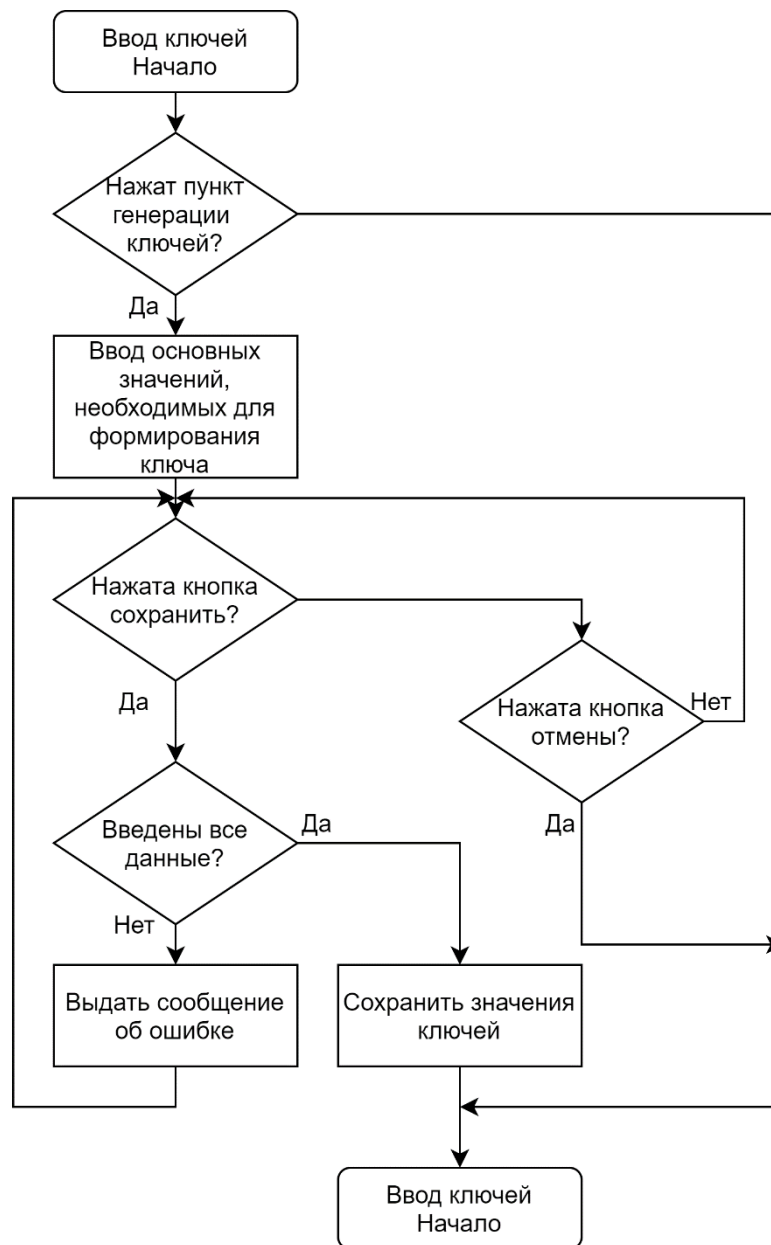 Ввод ключей
Начало
Нажат пункт
генерации
ключей?
Да
Ввод основных
значений,
необходимых для
формирования
ключа
Нажата кнопка
сохранить?
Да
Нажата кнопка
отмены?
Нет
Да
Введены все
данные?
Да
Нет
Выдать сообщение
об ошибке
Сохранить значения
ключей
Ввод ключей
Начало